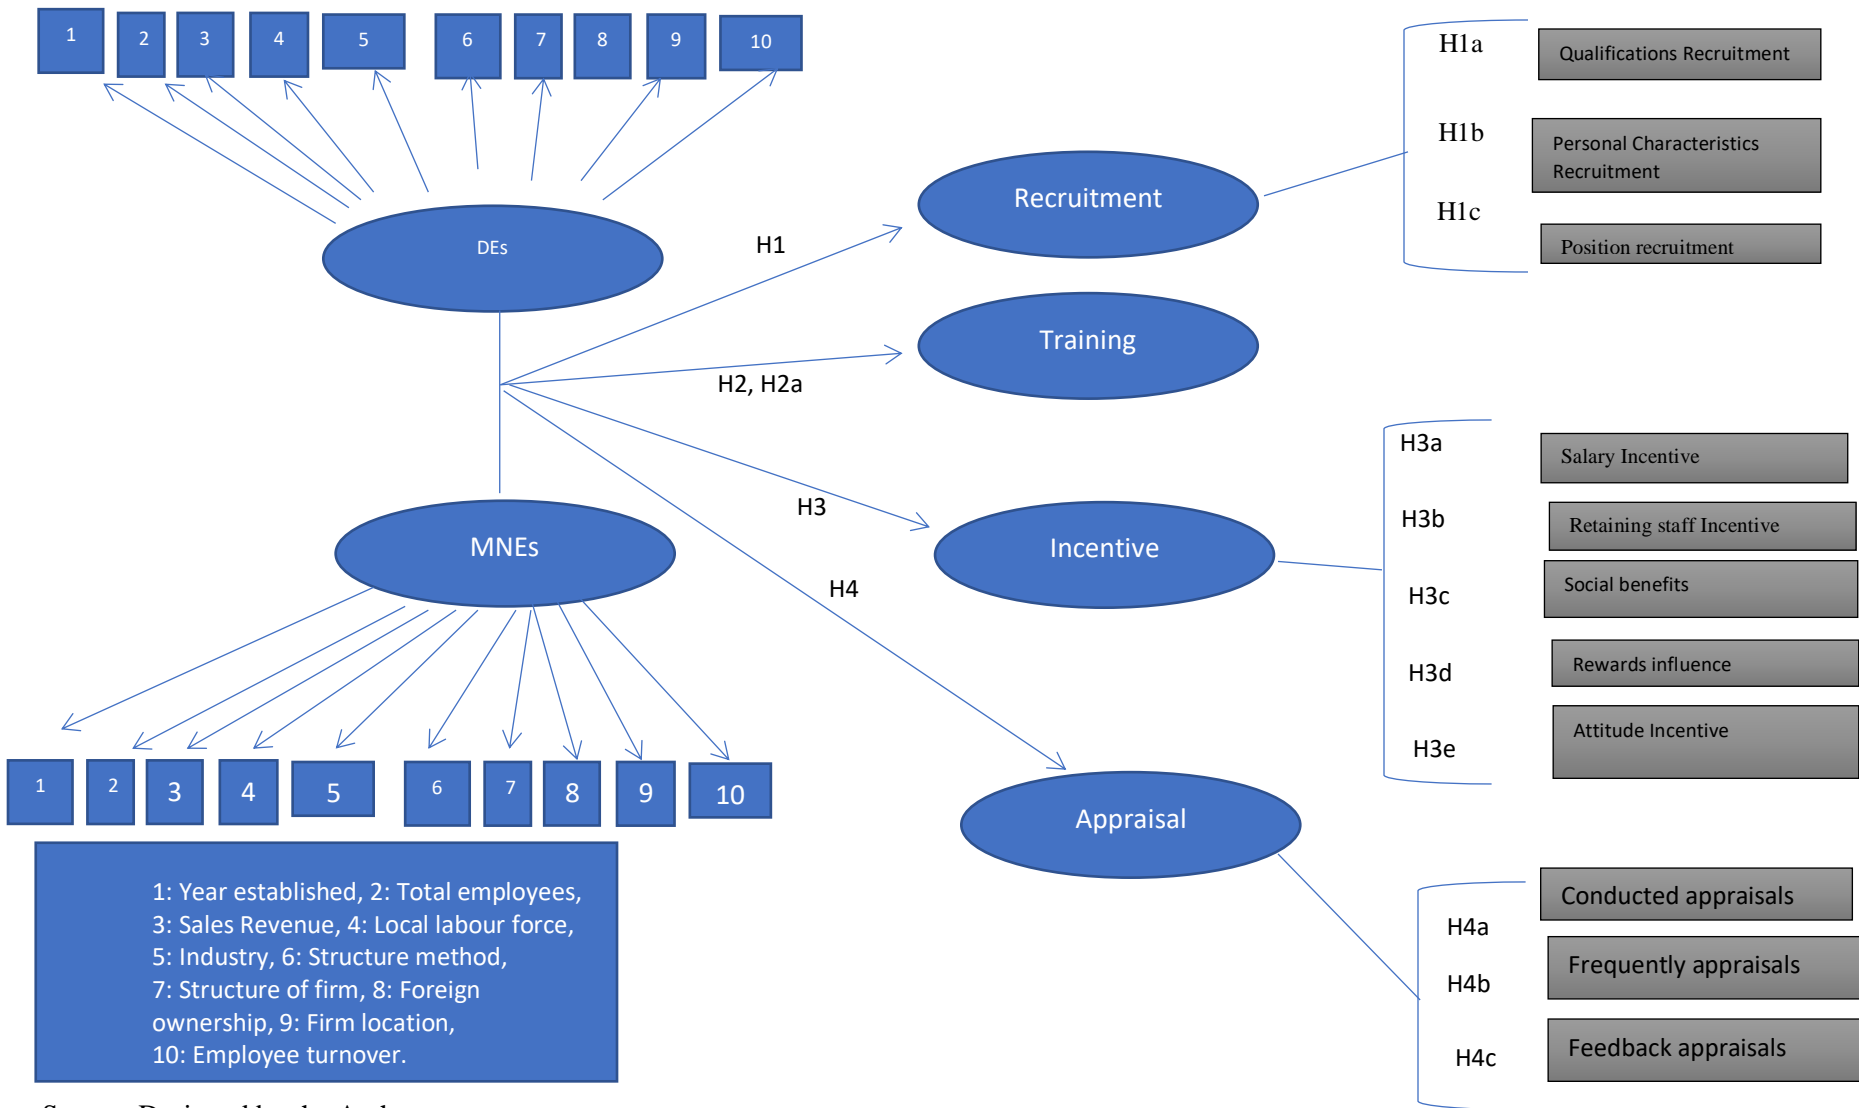 1
2
3
4
5
6
7
8
9
10
DEs
H1
H2, H2a
H3
H4
MNEs
Recruitment
Training
Incentive
Appraisal
H1a
Qualifications Recruitment
H1b
Personal Characteristics
Recruitment
H1c
Position recruitment
H3a
Salary Incentive
H3b
Retaining staff Incentive
H3c
Social benefits
H3d
Rewards influence
H3e
Attitude Incentive
H4a
Conducted appraisals
H4b
Frequently appraisals
H4c
Feedback appraisals
1
2
3
4
5
6
7
8
9
10
1: Year established, 2: Total employees,
3: Sales Revenue, 4: Local labour force,
5: Industry, 6: Structure method,
7: Structure of firm, 8: Foreign
ownership, 9: Firm location,
10: Employee turnover.